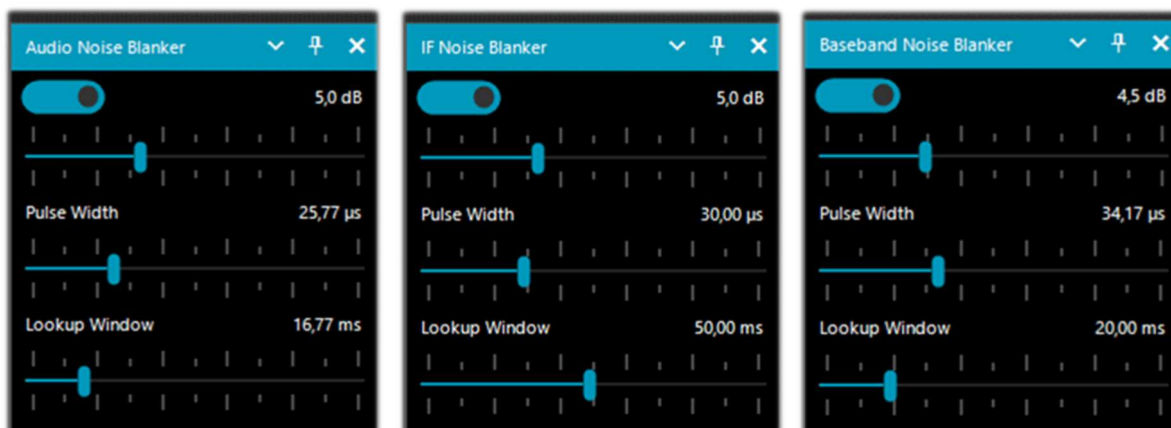 Audio Noise Blanker
5,0 dB
Pulse Width 25,77 µs
Lookup Window 16,77 ms
IF Noise Blanker
5,0 dB
Pulse Width 30,00 µs
Lookup Window 50,00 ms
Baseband Noise Blanker
4,5 dB
Pulse Width 34,17 µs
Lookup Window 20,00 ms